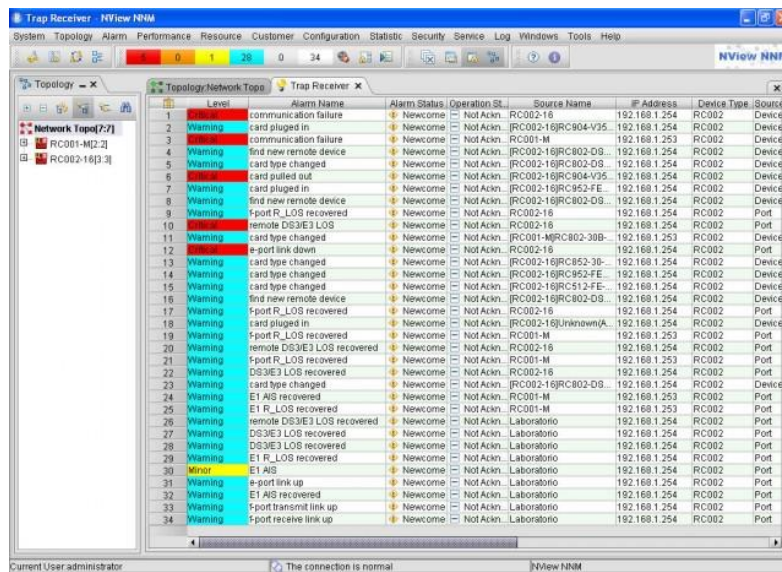 Trap Receiver - NView NNM
System Topology Alarm Performance Resource Customer Configuration Statistic Security Service Log Windows Tools Help
5 0 1 28 0 34 NView NNM
Topology Topology:Network Topo Trap Receiver
Level Alarm Name Alarm Status Operation St... Source Name IP Address Device Type Source
Network Topo[7:7]
RC001-M[2:2]
RC002-16[3:3]
1 Critical communication failure Newcome Not Ackn... RC002-16 192.168.1.254 RC002 Device
2 Warning card pluged in Newcome Not Ackn... [RC002-16]RC904-V35... 192.168.1.254 RC002 Device
3 Critical communication failure Newcome Not Ackn... RC001-M 192.168.1.253 RC002 Device
4 Warning find new remote device Newcome Not Ackn... [RC002-16]RC802-DS... 192.168.1.254 RC002 Device
5 Warning card type changed Newcome Not Ackn... [RC002-16]RC802-DS... 192.168.1.254 RC002 Device
6 Critical card pulled out Newcome Not Ackn... [RC002-16]RC904-V35... 192.168.1.254 RC002 Device
7 Warning card pluged in Newcome Not Ackn... [RC002-16]RC952-FE... 192.168.1.254 RC002 Device
8 Warning find new remote device Newcome Not Ackn... [RC002-16]RC802-DS... 192.168.1.254 RC002 Device
9 Warning f-port R_LOS recovered Newcome Not Ackn... RC002-16 192.168.1.254 RC002 Port
10 Critical remote DS3/E3 LOS Newcome Not Ackn... RC002-16 192.168.1.254 RC002 Port
11 Warning card type changed Newcome Not Ackn... [RC001-M]RC802-30B-... 192.168.1.253 RC002 Device
12 Critical e-port link down Newcome Not Ackn... RC002-16 192.168.1.254 RC002 Port
13 Warning card type changed Newcome Not Ackn... [RC002-16]RC852-30-... 192.168.1.254 RC002 Device
14 Warning card type changed Newcome Not Ackn... [RC002-16]RC952-FE... 192.168.1.254 RC002 Device
15 Warning card type changed Newcome Not Ackn... [RC002-16]RC512-FE-... 192.168.1.254 RC002 Device
16 Warning find new remote device Newcome Not Ackn... [RC002-16]RC802-DS... 192.168.1.254 RC002 Device
17 Warning f-port R_LOS recovered Newcome Not Ackn... RC002-16 192.168.1.254 RC002 Port
18 Warning card pluged in Newcome Not Ackn... [RC002-16]Unknown(A... 192.168.1.254 RC002 Device
19 Warning f-port R_LOS recovered Newcome Not Ackn... RC001-M 192.168.1.253 RC002 Port
20 Warning remote DS3/E3 LOS recovered Newcome Not Ackn... RC002-16 192.168.1.254 RC002 Port
21 Warning f-port R_LOS recovered Newcome Not Ackn... RC001-M 192.168.1.253 RC002 Port
22 Warning DS3/E3 LOS recovered Newcome Not Ackn... RC002-16 192.168.1.254 RC002 Port
23 Warning card type changed Newcome Not Ackn... [RC002-16]RC802-DS... 192.168.1.254 RC002 Device
24 Warning E1 AIS recovered Newcome Not Ackn... RC001-M 192.168.1.253 RC002 Port
25 Warning E1 R_LOS recovered Newcome Not Ackn... RC001-M 192.168.1.253 RC002 Port
26 Warning remote DS3/E3 LOS recovered Newcome Not Ackn... Laboratorio 192.168.1.254 RC002 Port
27 Warning DS3/E3 LOS recovered Newcome Not Ackn... Laboratorio 192.168.1.254 RC002 Port
28 Warning DS3/E3 LOS recovered Newcome Not Ackn... Laboratorio 192.168.1.254 RC002 Port
29 Warning E1 R_LOS recovered Newcome Not Ackn... Laboratorio 192.168.1.254 RC002 Port
30 Minor E1 AIS Newcome Not Ackn... Laboratorio 192.168.1.254 RC002 Port
31 Warning e-port link up Newcome Not Ackn... Laboratorio 192.168.1.254 RC002 Port
32 Warning E1 AIS recovered Newcome Not Ackn... Laboratorio 192.168.1.254 RC002 Port
33 Warning f-port transmit link up Newcome Not Ackn... Laboratorio 192.168.1.254 RC002 Port
34 Warning f-port receive link up Newcome Not Ackn... Laboratorio 192.168.1.254 RC002 Port
Current User:administrator The connection is normal NView NNM